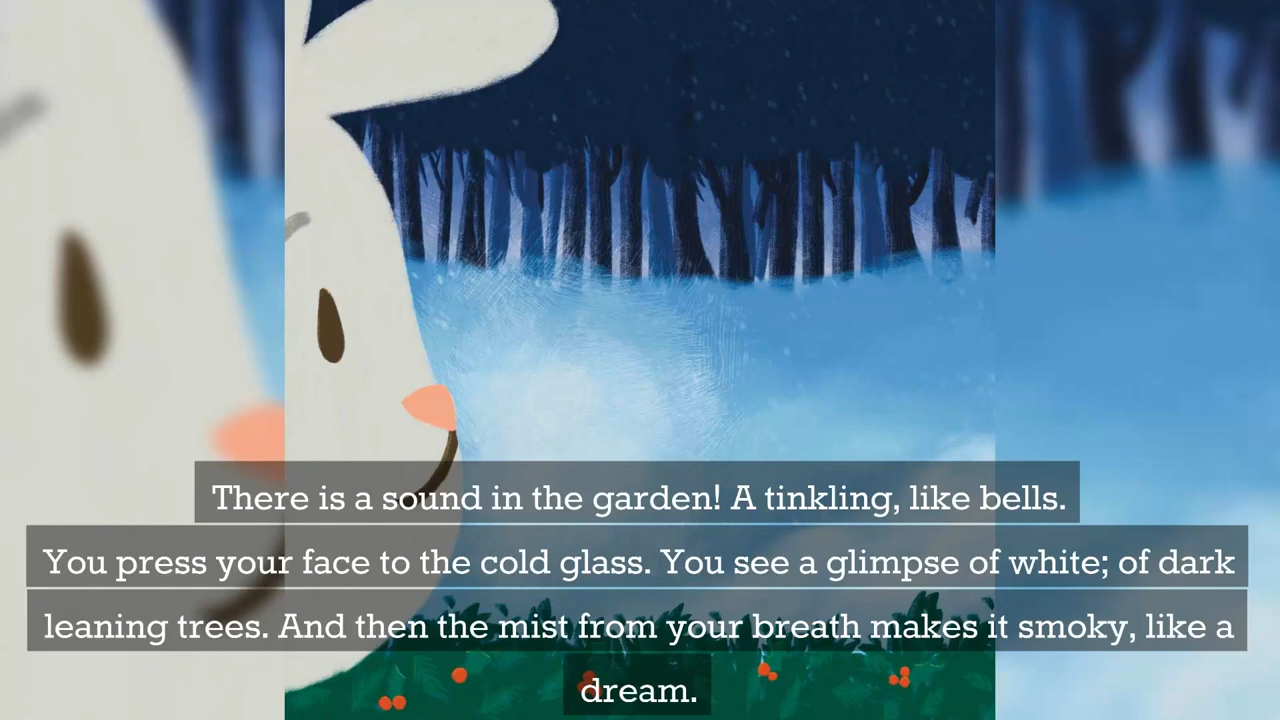 There is a sound in the garden! A tinkling, like bells.
You press your face to the cold glass. You see a glimpse of white; of dark
leaning trees. And then the mist from your breath makes it smoky, like a
dream.